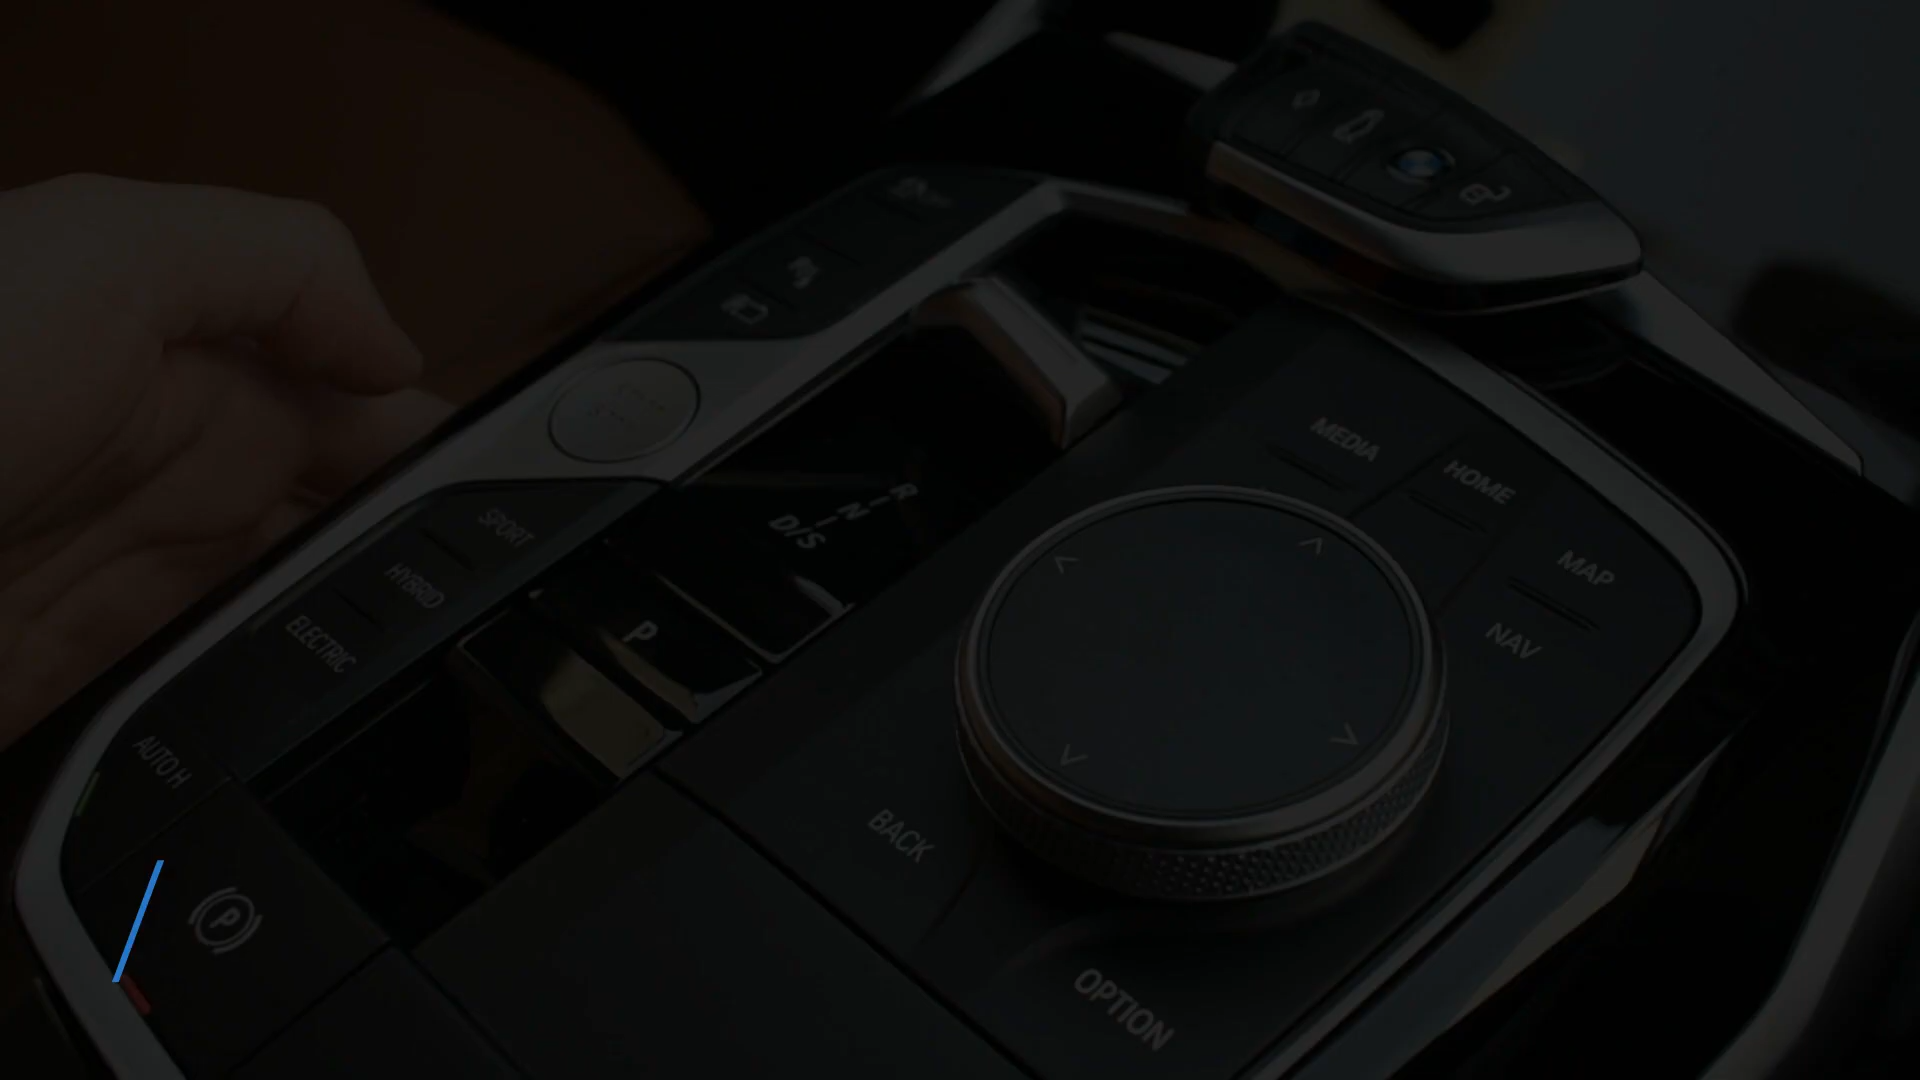 MEDIA
HOME
MAP
NAV
R
N
D/S
P
SPORT
HYBRID
ELECTRIC
AUTO H
P
BACK
OPTION